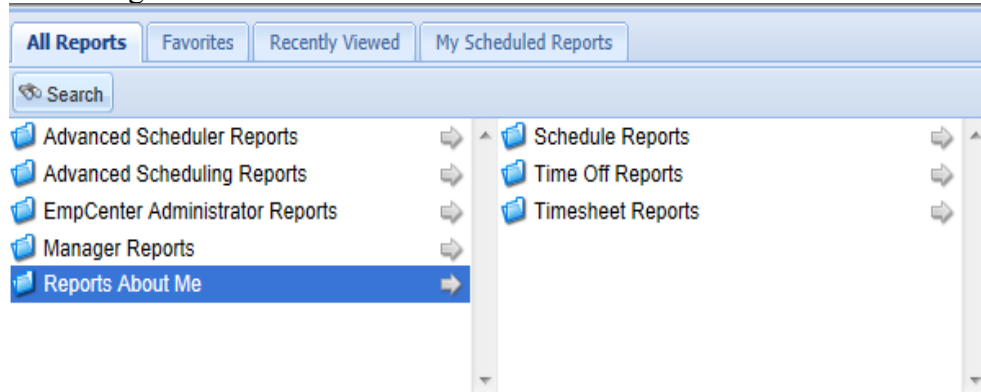 All Reports Favorites Recently Viewed My Scheduled Reports
Search
Advanced Scheduler Reports
Advanced Scheduling Reports
EmpCenter Administrator Reports
Manager Reports
Reports About Me
Schedule Reports
Time Off Reports
Timesheet Reports